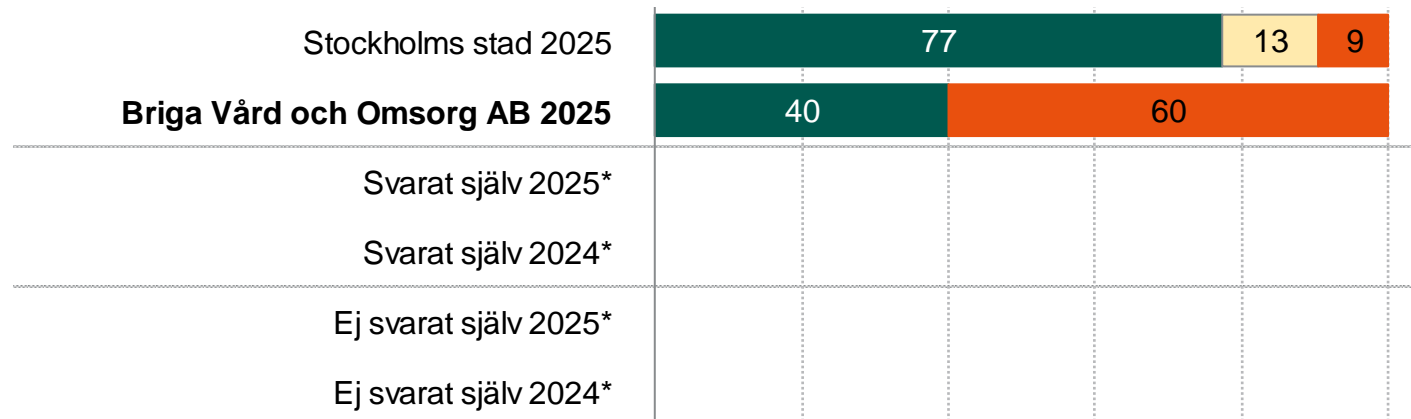 Stockholms stad 2025 77 13 9
Briga Vård och Omsorg AB 2025 40 60
Svarat själv 2025*
Svarat själv 2024*
Ej svarat själv 2025*
Ej svarat själv 2024*